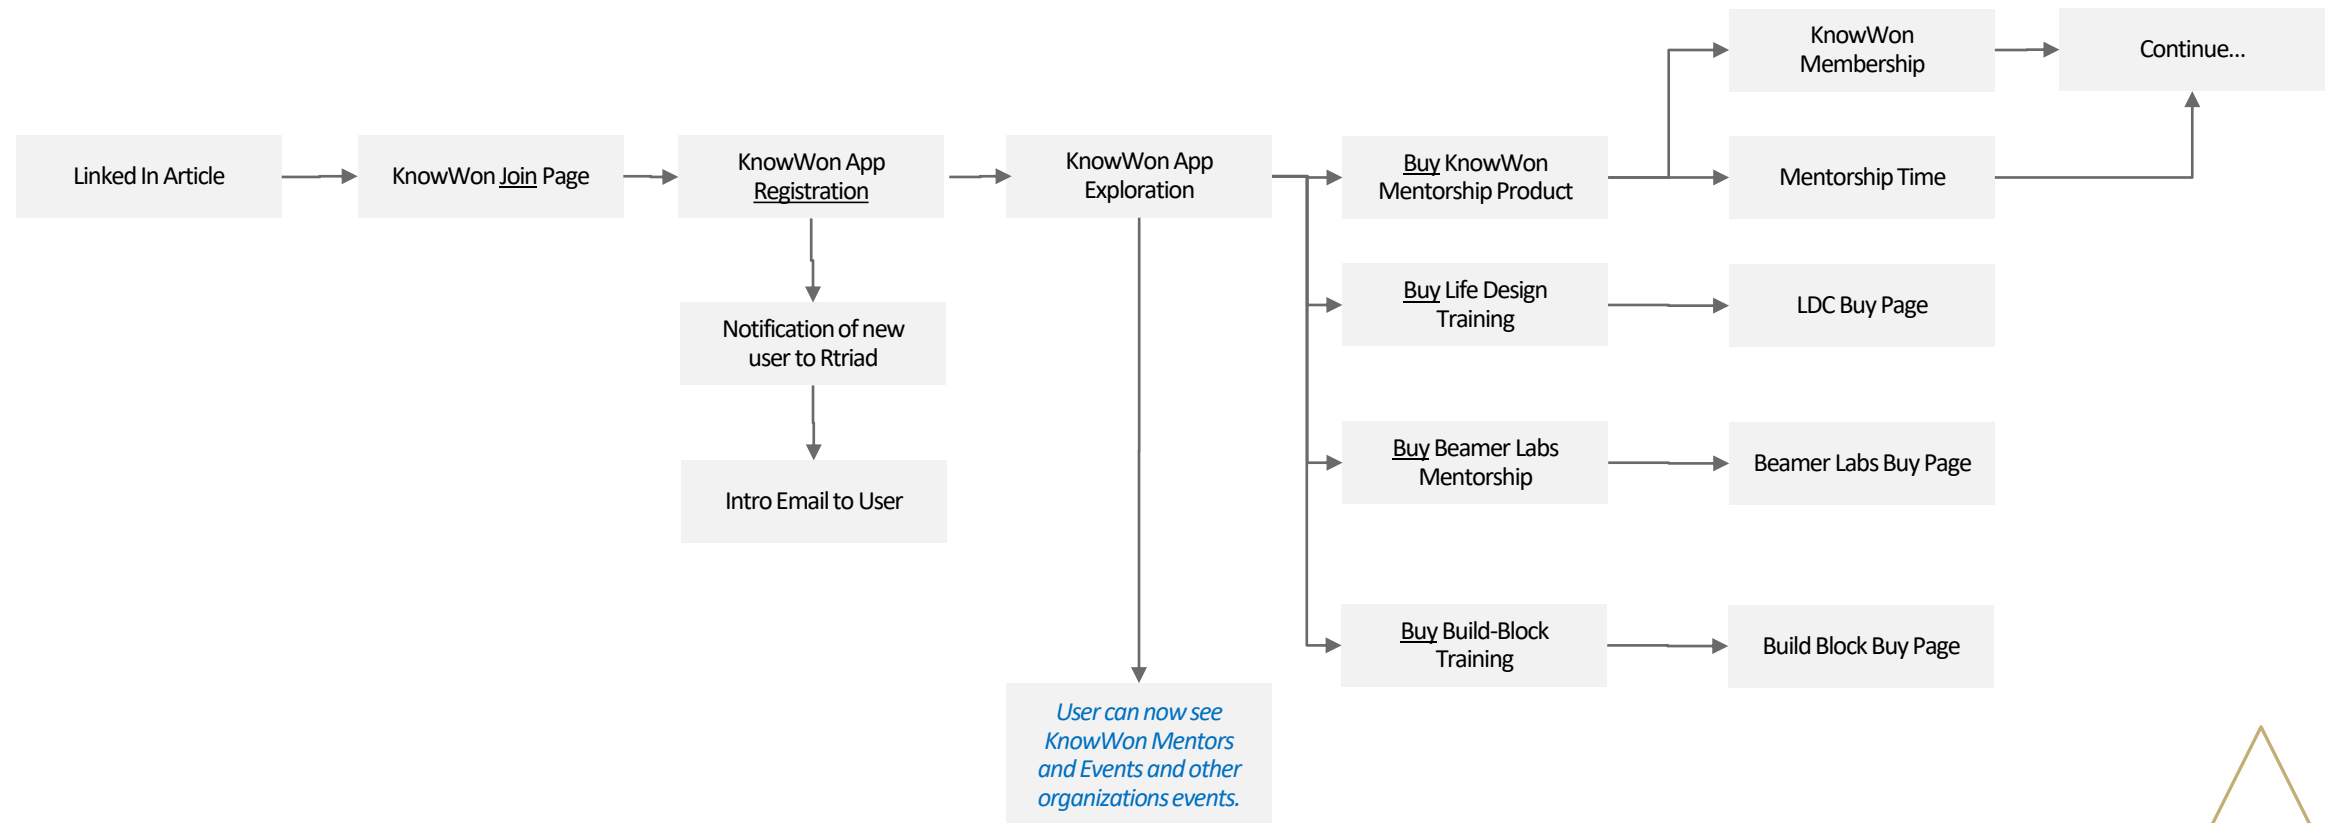 KnowWon
Membership
Continue...
Linked In Article
KnowWon Join Page
KnowWon App
Registration
KnowWon App
Exploration
Buy KnowWon
Mentorship Product
Mentorship Time
Buy Life Design
Training
LDC Buy Page
Notification of new
user to Rtriad
Buy Beamer Labs
Mentorship
Beamer Labs Buy Page
Intro Email to User
Buy Build-Block
Training
Build Block Buy Page
User can now see
KnowWon Mentors
and Events and other
organizations events.